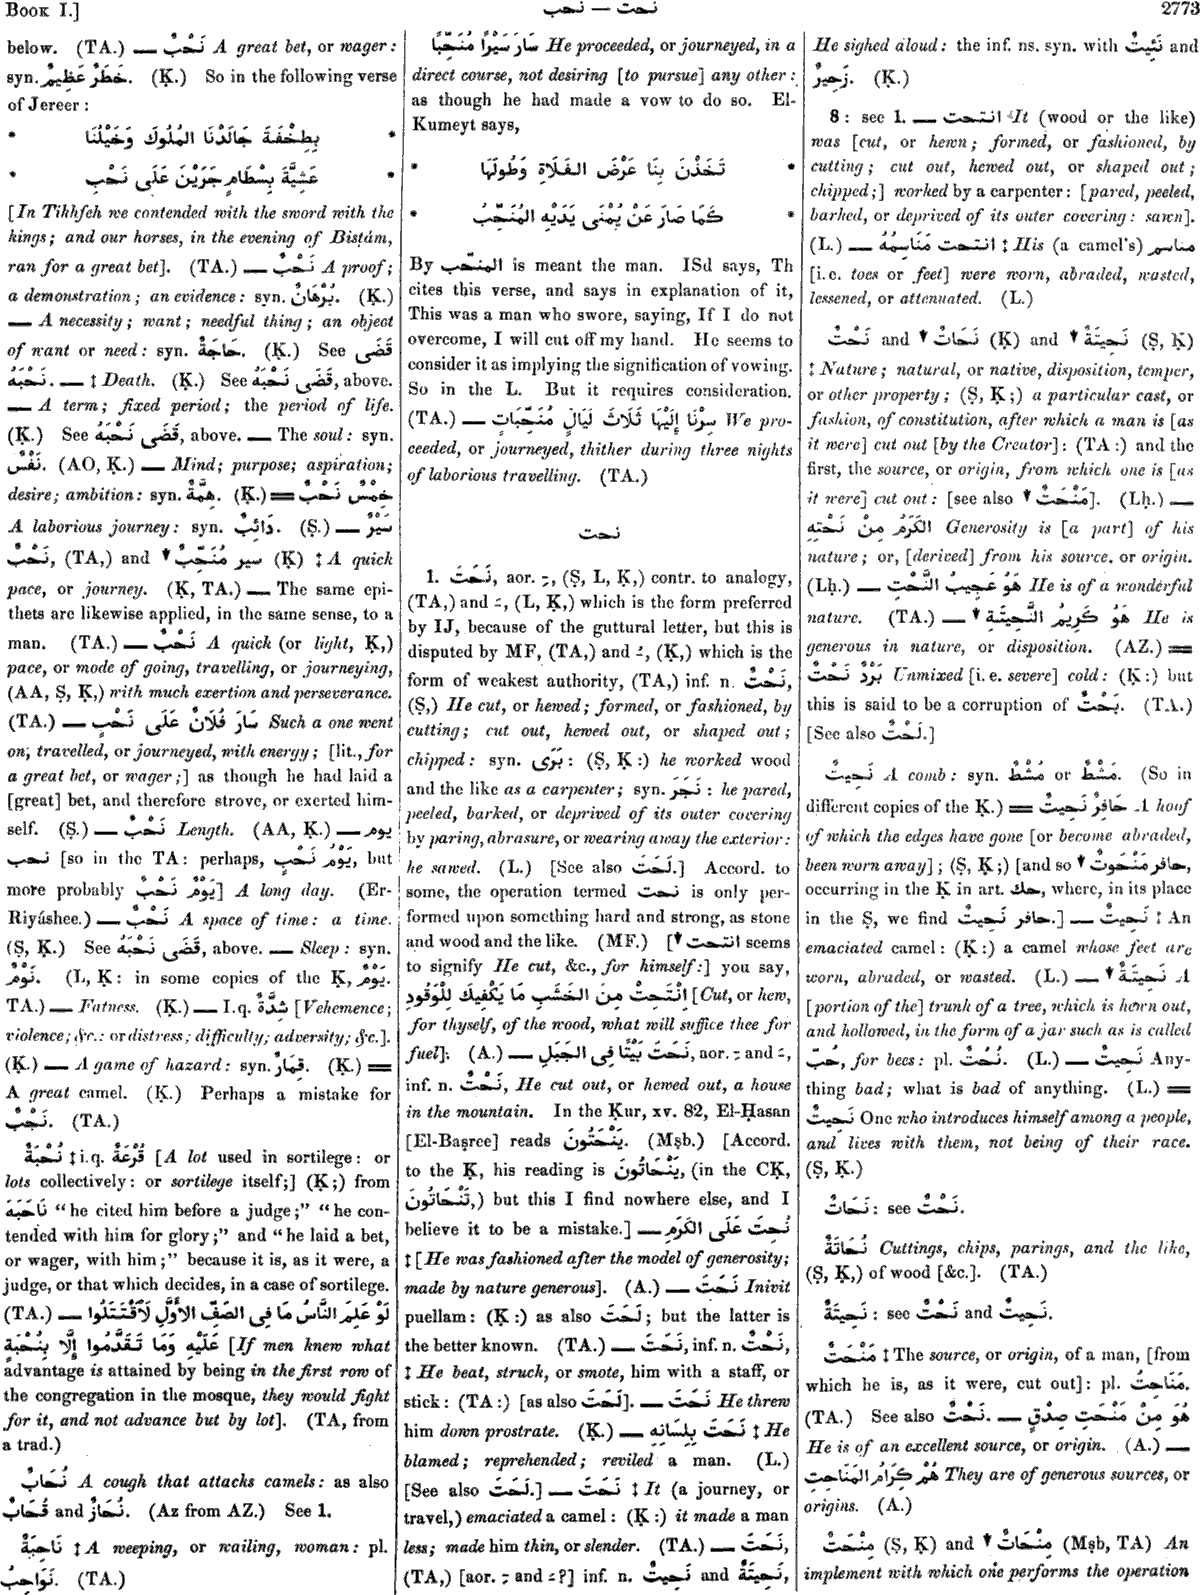 Book I.]
نحب — نحت
2773
below. (TA.) — نَحْبٌ A great bet, or wager:
syn. خَطَرٌ عَظِيمٌ. (Ḳ.) So in the following verse
of Jereer:
* بِطِخْفَةَ جَالَدْنَا المُلُوكَ وَخَيْلُنَا *
* عَشِيَّةَ بِسْطَامٍ جَرَيْنَ عَلَى نَحْبِ *
[In Tikhfeh we contended with the sword with the
kings; and our horses, in the evening of Bisṭám,
ran for a great bet]. (TA.) — نَحْبٌ A proof;
a demonstration; an evidence: syn. بُرْهَانٌ. (Ḳ.)
— A necessity; want; needful thing; an object
of want or need: syn. حَاجَةٌ. (Ḳ.) See قَضَى
نَحْبَهُ. — ‡ Death. (Ḳ.) See قَضَى نَحْبَهُ, above.
— A term; fixed period; the period of life.
(Ḳ.) See قَضَى نَحْبَهُ, above. — The soul: syn.
نَفْسٌ. (AO, Ḳ.) — Mind; purpose; aspiration;
desire; ambition: syn. هِمَّةٌ. (Ḳ.) = خِمْسٌ نَحْبٌ
A laborious journey: syn. دَائِبٌ. (Ṣ.) — سَيْرٌ
نَحْبٌ, (TA,) and سير مُنَحِّبٌ (Ḳ) ‡ A quick
pace, or journey. (Ḳ, TA.) — The same epi-
thets are likewise applied, in the same sense, to a
man. (TA.) — نَحْبٌ A quick (or light, Ḳ,)
pace, or mode of going, travelling, or journeying,
(AA, Ṣ, Ḳ,) with much exertion and perseverance.
(TA.) — سَارَ فُلَانٌ عَلَى نَحْبٍ Such a one went
on; travelled, or journeyed, with energy; [lit., for
a great bet, or wager;] as though he had laid a
[great] bet, and therefore strove, or exerted him-
self. (Ṣ.) — نَحْبٌ Length. (AA, Ḳ.) — يوم
نحب [so in the TA: perhaps, يَوْمُ نَحْبٍ, but
more probably يَوْمٌ نَحْبٌ] A long day. (Er-
Riyáshee.) — نَحْبٌ A space of time: a time.
(Ṣ, Ḳ.) See قَضَى نَحْبَهُ, above. — Sleep: syn.
نَوْمٌ. (L, Ḳ: in some copies of the Ḳ, يَوْمٌ.
TA.) — Fatness. (Ḳ.) — I.q. شِدَّةٌ [Vehemence;
violence; &c.: or distress; difficulty; adversity; &c.].
(Ḳ.) — A game of hazard: syn. قِمَارٌ. (Ḳ.) =
A great camel. (Ḳ.) Perhaps a mistake for
نَجْبٌ. (TA.)
نُحْبَةٌ ‡ i.q. قُرْعَةٌ [A lot used in sortilege: or
lots collectively: or sortilege itself;] (Ḳ;) from
نَاحَبَهُ "he cited him before a judge;" "he con-
tended with him for glory;" and "he laid a bet,
or wager, with him;" because it is, as it were, a
judge, or that which decides, in a case of sortilege.
(TA.) — لَوْ عَلِمَ النَّاسُ مَا فِى الصَّفِّ الأَوَّلِ لَاقْتَتَلُوا
عَلَيْهِ وَمَا تَقَدَّمُوا إِلَّا بِنُحْبَةٍ [If men knew what
advantage is attained by being in the first row of
the congregation in the mosque, they would fight
for it, and not advance but by lot]. (TA, from
a trad.)
نُحَابٌ A cough that attacks camels: as also
نُحَازٌ and قُحَابٌ. (Az from AZ.) See 1.
نَاحِبَةٌ ‡ A weeping, or wailing, woman: pl.
نَوَاحِبُ. (TA.)
سَارَ سَيْرًا مُنَحِّبًا He proceeded, or journeyed, in a
direct course, not desiring [to pursue] any other:
as though he had made a vow to do so. El-
Kumeyt says,
* تَخَذْنَ بِنَا عَرْضَ الفَلَاةِ وَطُولَهَا *
* كَمَا صَارَ عَنْ يُمْنَى يَدَيْهِ المُنَحِّبُ *
By المنحّب is meant the man. ISd says, Th
cites this verse, and says in explanation of it,
This was a man who swore, saying, If I do not
overcome, I will cut off my hand. He seems to
consider it as implying the signification of vowing.
So in the L. But it requires consideration.
(TA.) — سِرْنَا إِلَيْهَا ثَلَاثَ لَيَالٍ مُنَحِّبَاتٍ We pro-
ceeded, or journeyed, thither during three nights
of laborious travelling. (TA.)
نحت
1. نَحَتَ, aor. ـِ, (Ṣ, L, Ḳ,) contr. to analogy,
(TA,) and ـَ, (L, Ḳ,) which is the form preferred
by IJ, because of the guttural letter, but this is
disputed by MF, (TA,) and ـُ, (Ḳ,) which is the
form of weakest authority, (TA,) inf. n. نَحْتٌ,
(Ṣ,) He cut, or hewed; formed, or fashioned, by
cutting; cut out, hewed out, or shaped out;
chipped: syn. بَرَى: (Ṣ, Ḳ:) he worked wood
and the like as a carpenter; syn. نَجَرَ: he pared,
peeled, barked, or deprived of its outer covering
by paring, abrasure, or wearing away the exterior:
he sawed. (L.) [See also لَحَتَ.] Accord. to
some, the operation termed نحت is only per-
formed upon something hard and strong, as stone
and wood and the like. (MF.) [▼ انتحت seems
to signify He cut, &c., for himself:] you say,
اِنْتَحِتْ مِنَ الخَشَبِ مَا يَكْفِيكَ لِلْوَقُودِ [Cut, or hew,
for thyself, of the wood, what will suffice thee for
fuel]. (A.) — نَحَتَ بَيْتًا فِى الجَبَلِ, aor. ـِ and ـَ,
inf. n. نَحْتٌ, He cut out, or hewed out, a house
in the mountain. In the Ḳur, xv. 82, El-Ḥasan
[El-Baṣree] reads يَنْحَتُونَ. (Mṣb.) [Accord.
to the Ḳ, his reading is يَنْحَاتُونَ, (in the CḲ,
تَنْحَاتُونَ,) but this I find nowhere else, and I
believe it to be a mistake.] — نُحِتَ عَلَى الكَرَمِ
‡ [He was fashioned after the model of generosity;
made by nature generous]. (A.) — نَحَتَ Inivit
puellam: (Ḳ:) as also لَحَتَ; but the latter is
the better known. (TA.) — نَحَتَ, inf. n. نَحْتٌ,
‡ He beat, struck, or smote, him with a staff, or
stick: (TA:) [as also لَحَتَ]. — نَحَتَ He threw
him down prostrate. (Ḳ.) — نَحَتَ بِلِسَانِهِ ‡ He
blamed; reprehended; reviled a man. (L.)
[See also لَحَتَ.] — نَحَتَ ‡ It (a journey, or
travel,) emaciated a camel: (Ḳ:) it made a man
less; made him thin, or slender. (TA.) — نَحَتَ,
(TA,) [aor. ـِ and ـَ?] inf. n. نَحِيتٌ and نَحِيتَةٌ,
He sighed aloud: the inf. ns. syn. with نَئِيتٌ and
زَحِيرٌ. (Ḳ.)
8: see 1. — انتحت It (wood or the like)
was [cut, or hewn; formed, or fashioned, by
cutting; cut out, hewed out, or shaped out;
chipped;] worked by a carpenter: [pared, peeled,
barked, or deprived of its outer covering: sawn].
(L.) — انتحت مَنَاسِمُهُ ‡ His (a camel's) مناسم
[i.e. toes or feet] were worn, abraded, wasted,
lessened, or attenuated. (L.)
نَحْتٌ and ▼ نَحَاتٌ (Ḳ) and ▼ نَحِيتَةٌ (Ṣ, Ḳ)
‡ Nature; natural, or native, disposition, temper,
or other property; (Ṣ, Ḳ;) a particular cast, or
fashion, of constitution, after which a man is [as
it were] cut out [by the Creator]: (TA:) and the
first, the source, or origin, from which one is [as
it were] cut out: [see also ▼ مَنْحَتٌ]. (Lḥ.) —
الكَرَمُ مِنْ نَحْتِهِ Generosity is [a part] of his
nature; or, [derived] from his source, or origin.
(Lḥ.) — هُوَ عَجِيبُ النَّحْتِ He is of a wonderful
nature. (TA.) — ▼ هُوَ كَرِيمُ النَّحِيتَةِ He is
generous in nature, or disposition. (AZ.) =
بَرْدٌ نَحْتٌ Unmixed [i. e. severe] cold: (Ḳ:) but
this is said to be a corruption of بَحْتٌ. (TA.)
[See also لَحْتٌ.]
نَحِيتٌ A comb: syn. مَشْطٌ or مُشْطٌ. (So in
different copies of the Ḳ.) = حَافِرٌ نَحِيتٌ A hoof
of which the edges have gone [or become abraded,
been worn away]; (Ṣ, Ḳ;) [and so ▼ حافر مَنْحُوتٌ,
occurring in the Ḳ in art. حك, where, in its place
in the Ṣ, we find حافر نَحِيتٌ.] — نَحِيتٌ ‡ An
emaciated camel: (Ḳ:) a camel whose feet are
worn, abraded, or wasted. (L.) — ▼ نَحِيتَةٌ A
[portion of the] trunk of a tree, which is hewn out,
and hollowed, in the form of a jar such as is called
حُبّ, for bees: pl. نُحُتٌ. (L.) — نَحِيتٌ Any-
thing bad; what is bad of anything. (L.) =
نَحِيتٌ One who introduces himself among a people,
and lives with them, not being of their race.
(Ṣ, Ḳ.)
نَحَاتٌ: see نَحْتٌ.
نُحَاتَةٌ Cuttings, chips, parings, and the like,
(Ṣ, Ḳ,) of wood [&c.]. (TA.)
نَحِيتَةٌ: see نَحْتٌ and نَحِيتٌ.
مَنْحَتٌ ‡ The source, or origin, of a man, [from
which he is, as it were, cut out]: pl. مَنَاحِتُ.
(TA.) See also نَحْتٌ. — هُوَ مِنْ مَنْحَتِ صِدْقٍ
He is of an excellent source, or origin. (A.) —
هُمْ كِرَامُ المَنَاحِتِ They are of generous sources, or
origins. (A.)
مِنْحَتٌ (Ṣ, Ḳ) and ▼ مِنْحَاتٌ (Mṣb, TA) An
implement with which one performs the operation